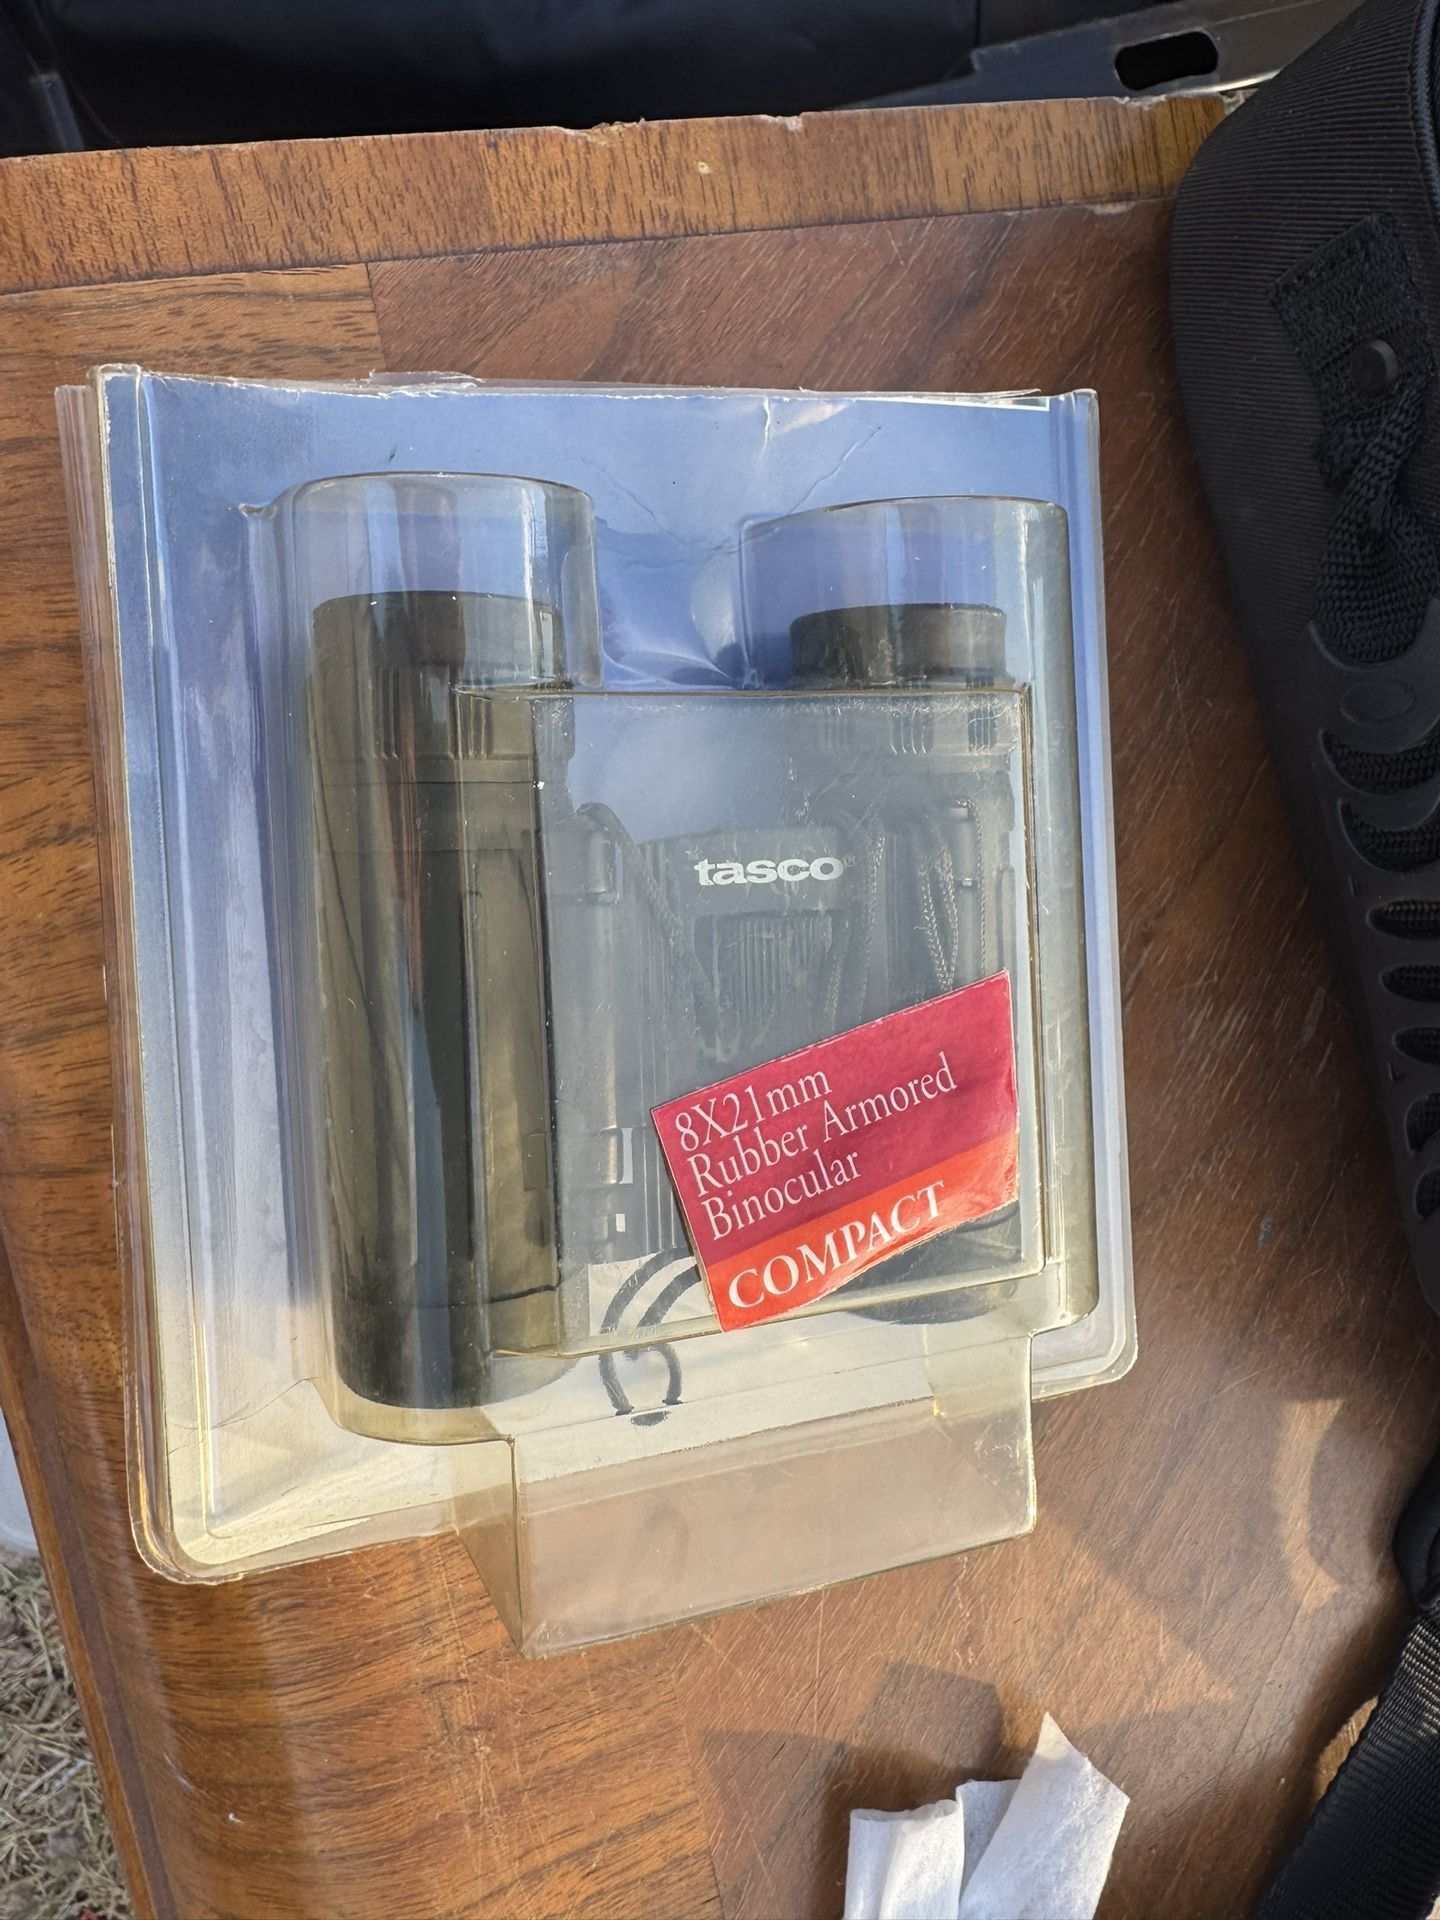 tasco
8X21mm
Rubber Armored
Binocular
COMPACT